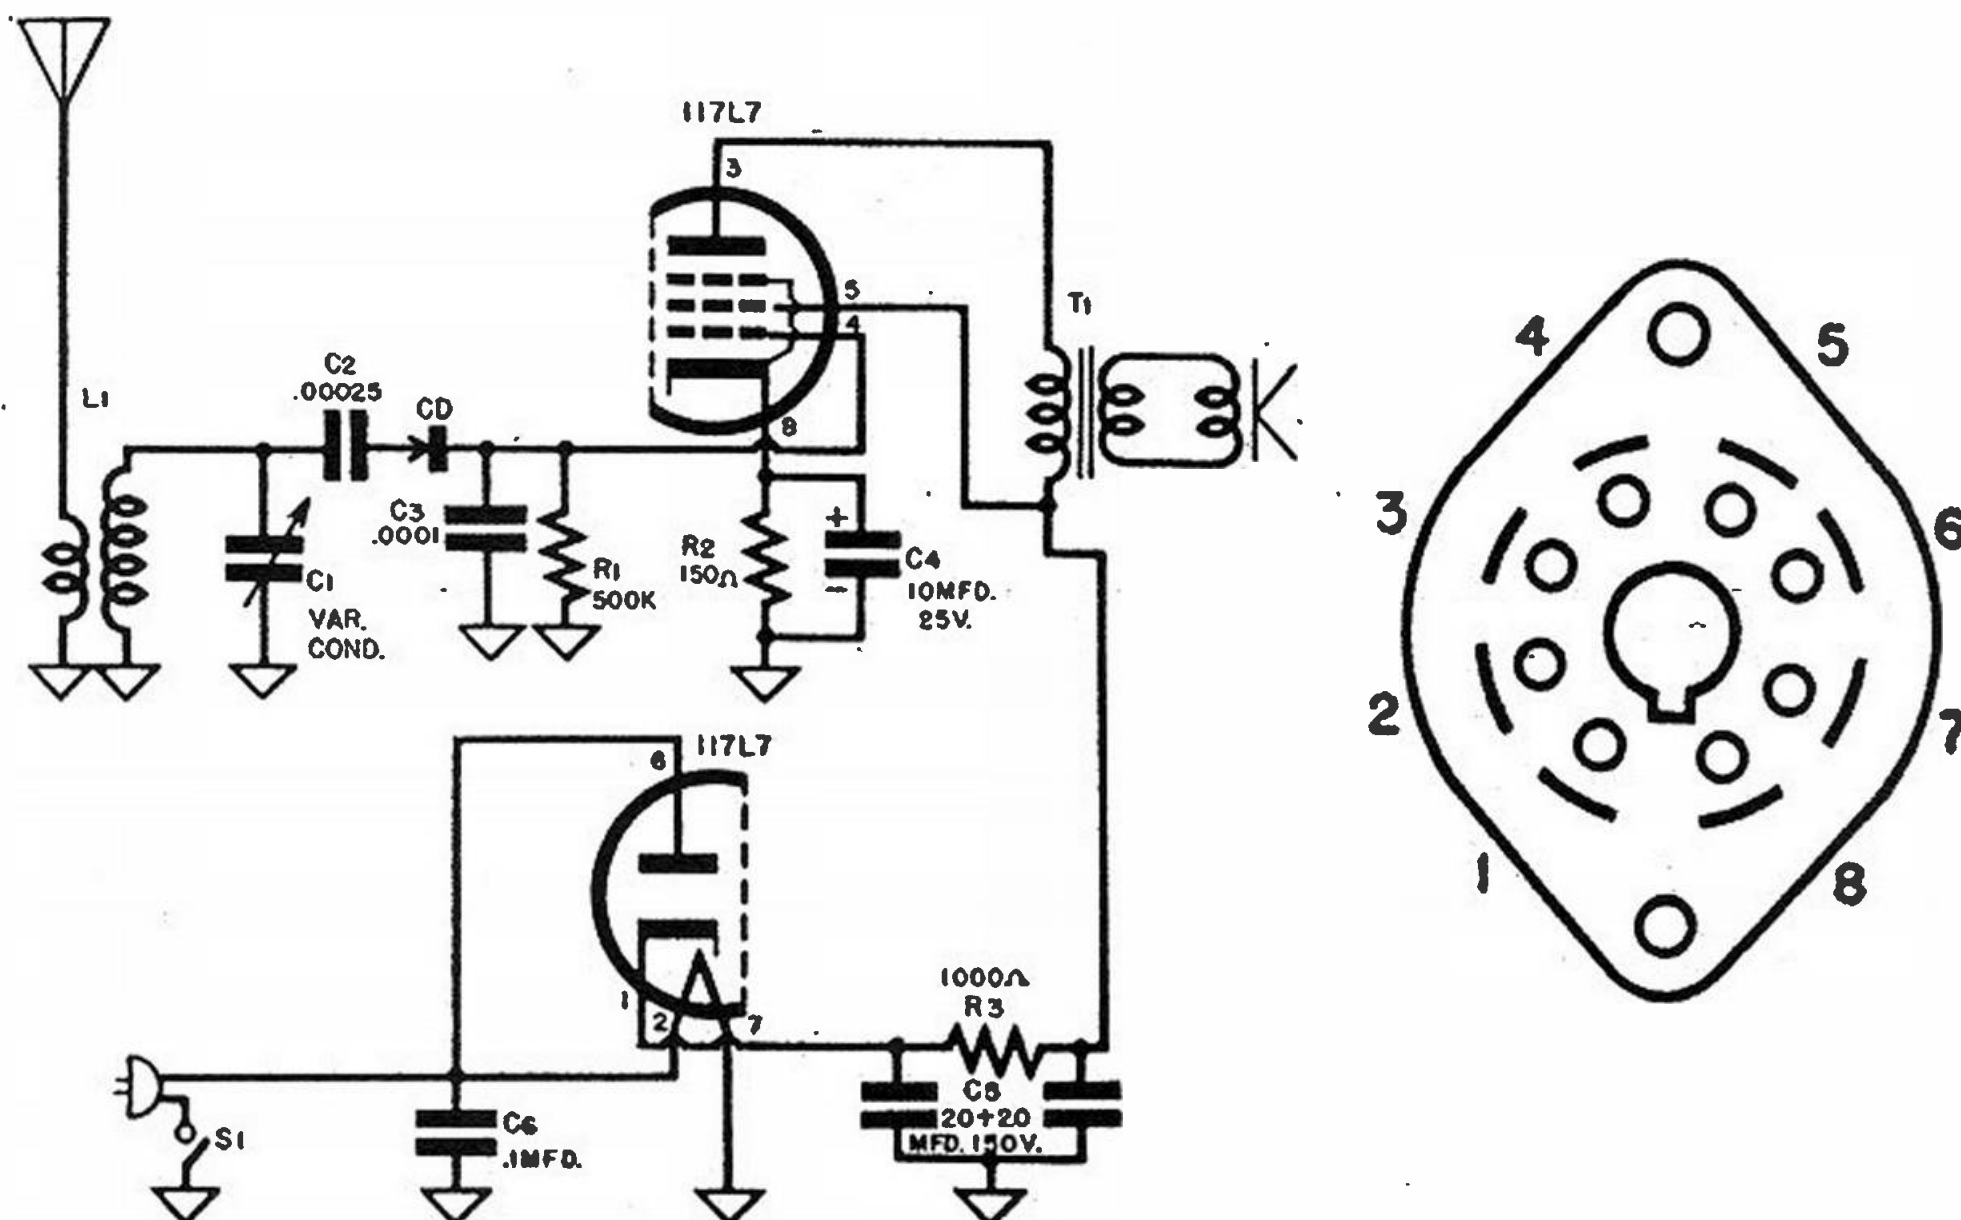 117L7
3
5
4
8
T1
L1
C2
.00025
CD
C3
.0001
R1
500K
R2
150Ω
+
−
C4
10MFD.
25V.
C1
VAR.
COND.
117L7
6
1
2
7
1000Ω
R3
C5
20+20
MFD. 150V.
C6
.1MFD.
S1
4
5
3
6
2
7
1
8